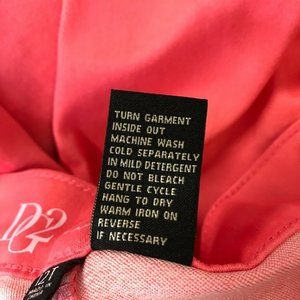 TURN GARMENT
INSIDE OUT
MACHINE WASH
COLD SEPARATELY
IN MILD DETERGENT
DO NOT BLEACH
GENTLE CYCLE
HANG TO DRY
WARM IRON ON
REVERSE
IF NECESSARY
DG2
12T